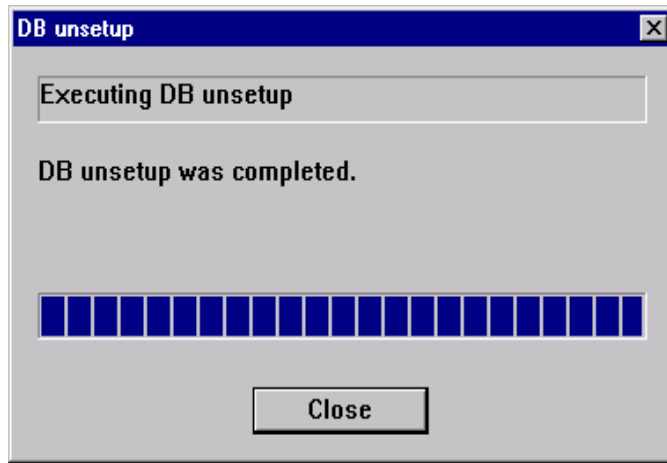 DB unsetup
Executing DB unsetup
DB unsetup was completed.
Close